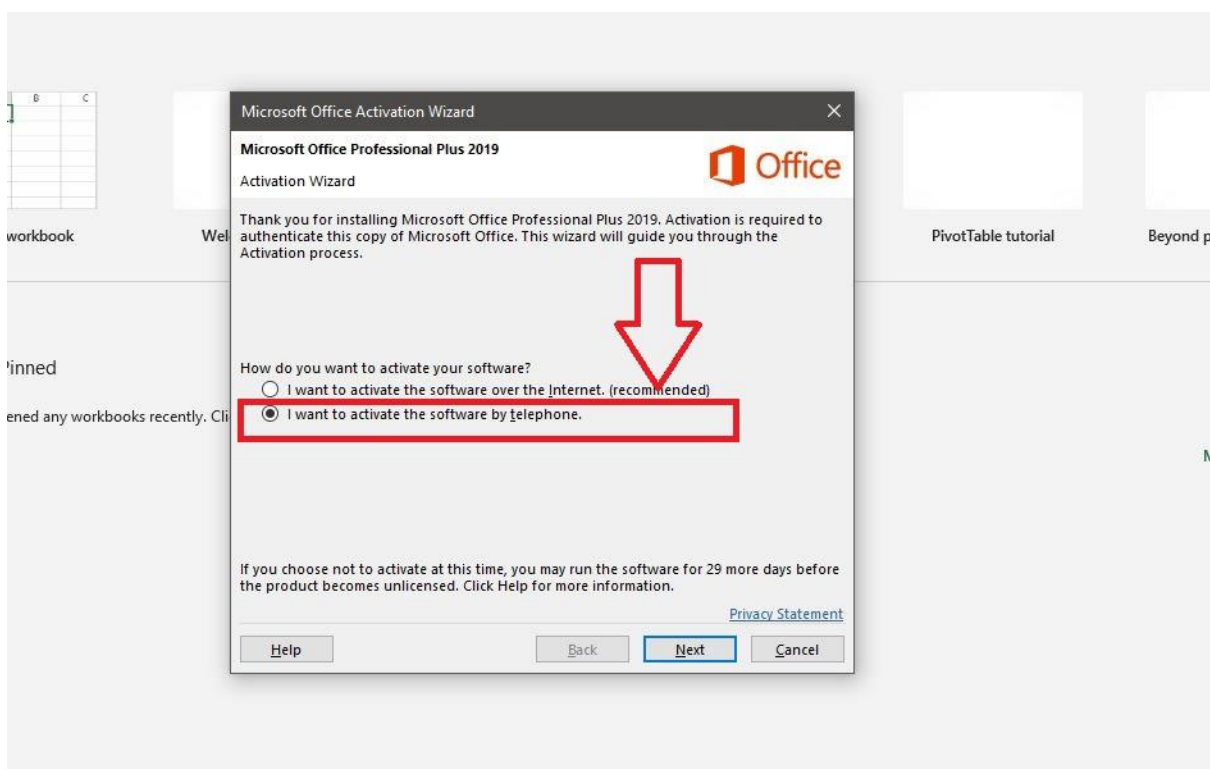 B C
Microsoft Office Activation Wizard
Microsoft Office Professional Plus 2019
Office
Activation Wizard
Thank you for installing Microsoft Office Professional Plus 2019. Activation is required to
authenticate this copy of Microsoft Office. This wizard will guide you through the
Activation process.
workbook
Wel
PivotTable tutorial
Beyond p
How do you want to activate your software?
I want to activate the software over the Internet. (recommended)
I want to activate the software by telephone.
Pinned
ened any workbooks recently. Cli
If you choose not to activate at this time, you may run the software for 29 more days before
the product becomes unlicensed. Click Help for more information.
Privacy Statement
Help Back Next Cancel